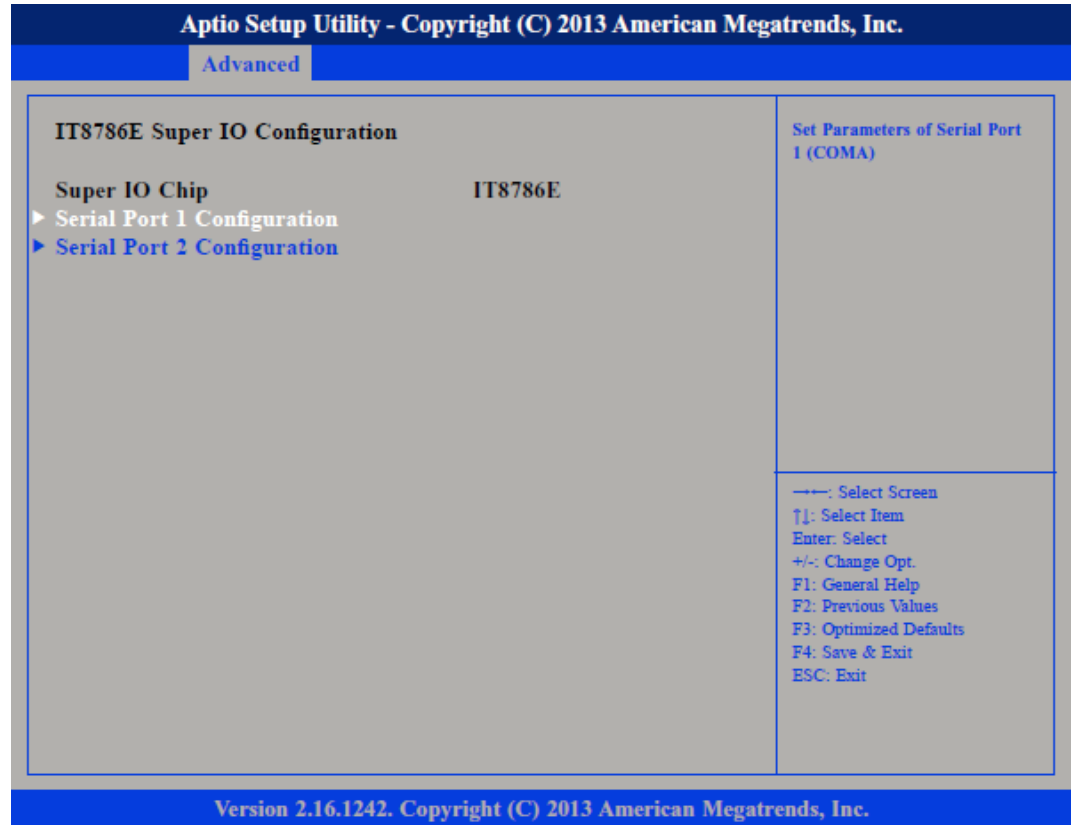 Aptio Setup Utility - Copyright (C) 2013 American Megatrends, Inc.
Advanced
IT8786E Super IO Configuration
Super IO Chip IT8786E
▶ Serial Port 1 Configuration
▶ Serial Port 2 Configuration
Set Parameters of Serial Port
1 (COMA)
→←: Select Screen
↑↓: Select Item
Enter: Select
+/-: Change Opt.
F1: General Help
F2: Previous Values
F3: Optimized Defaults
F4: Save & Exit
ESC: Exit
Version 2.16.1242. Copyright (C) 2013 American Megatrends, Inc.